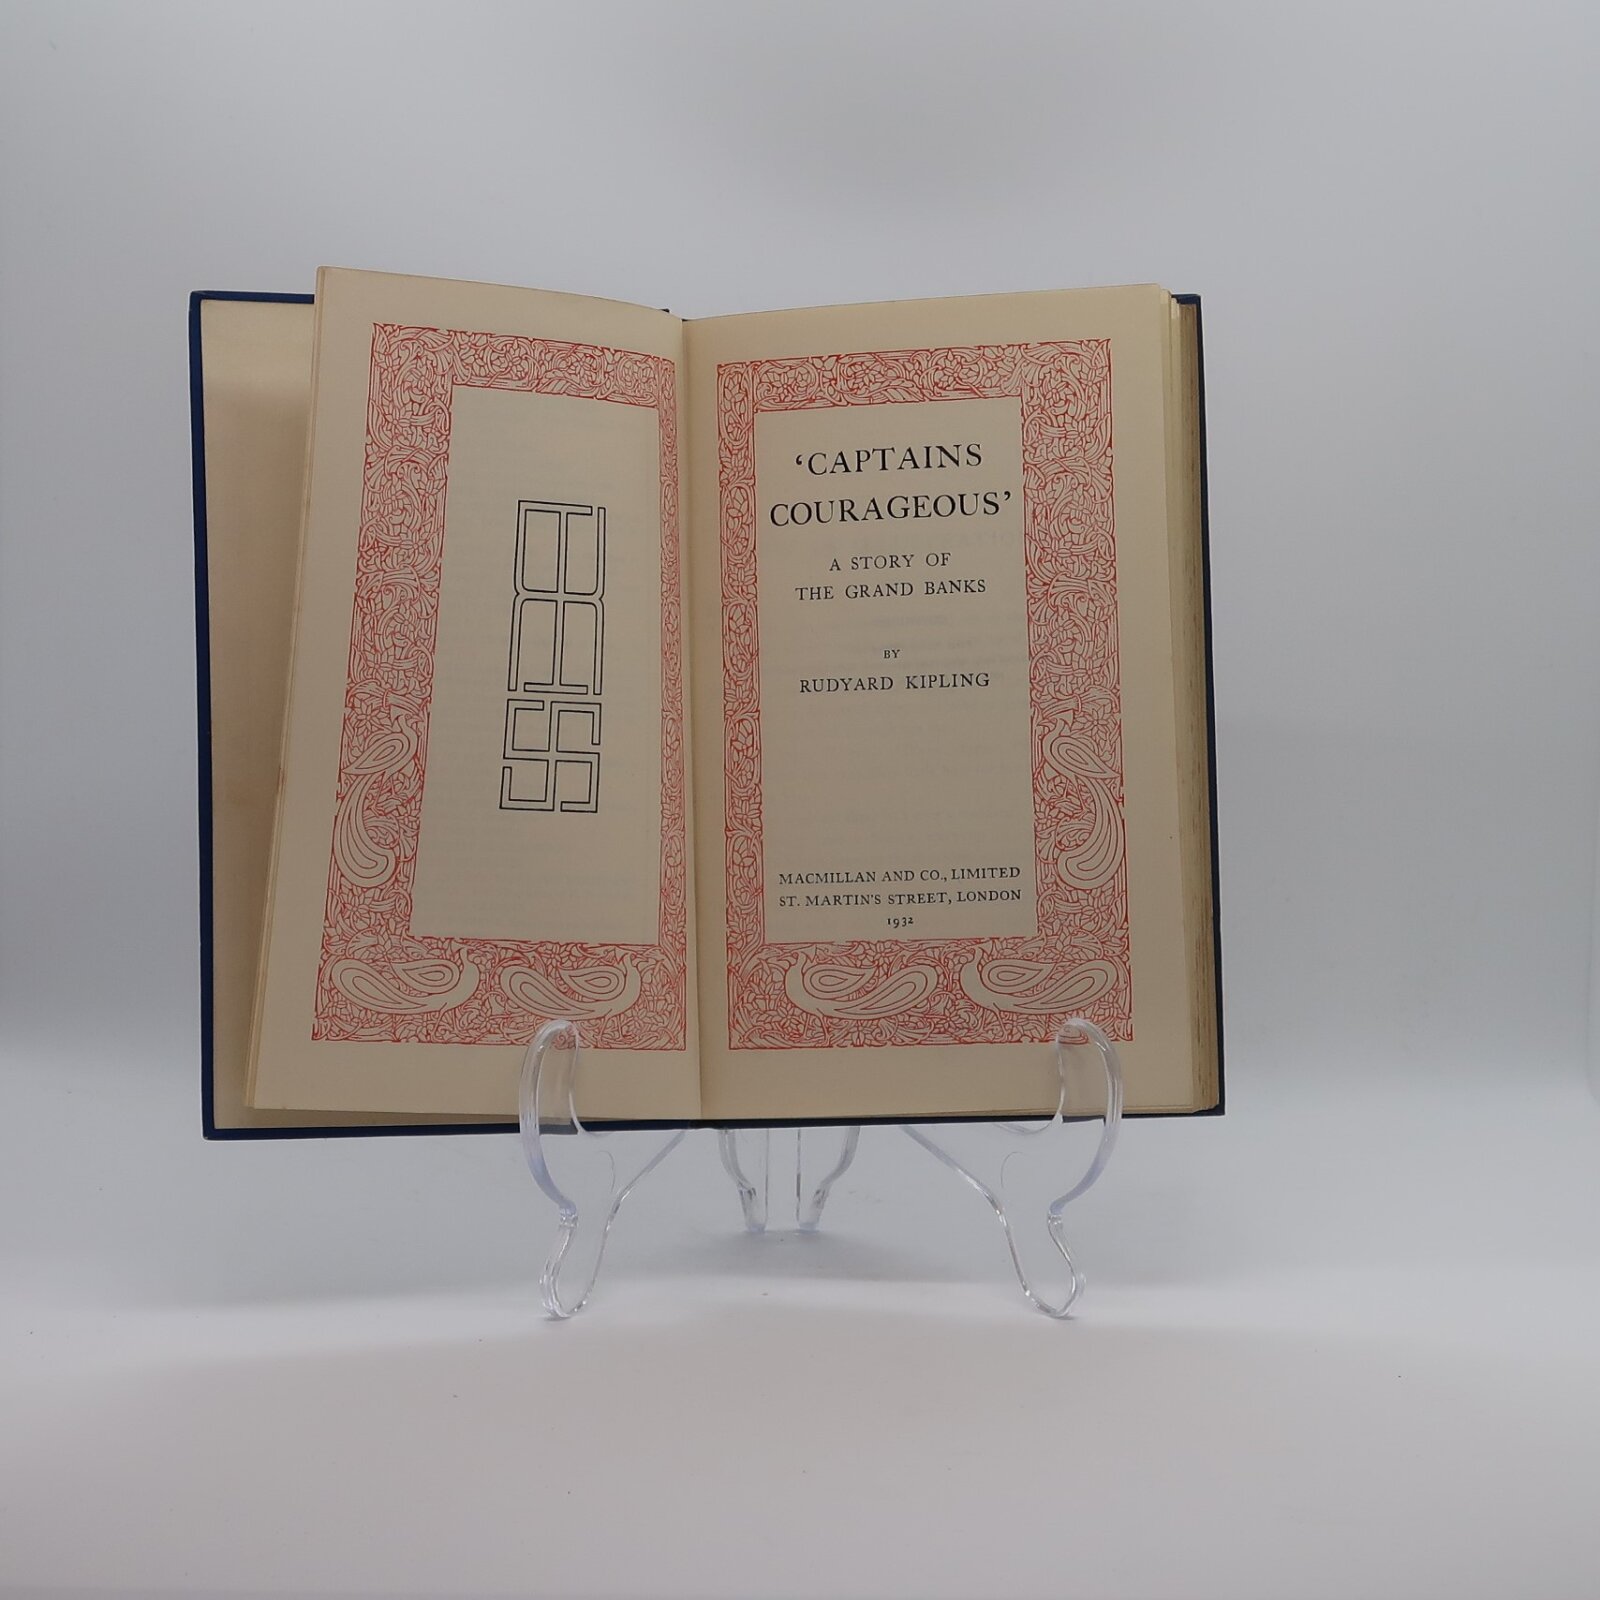 ‘CAPTAINS
COURAGEOUS’
A STORY OF
THE GRAND BANKS
BY
RUDYARD KIPLING
MACMILLAN AND CO., LIMITED
ST. MARTIN'S STREET, LONDON
1932